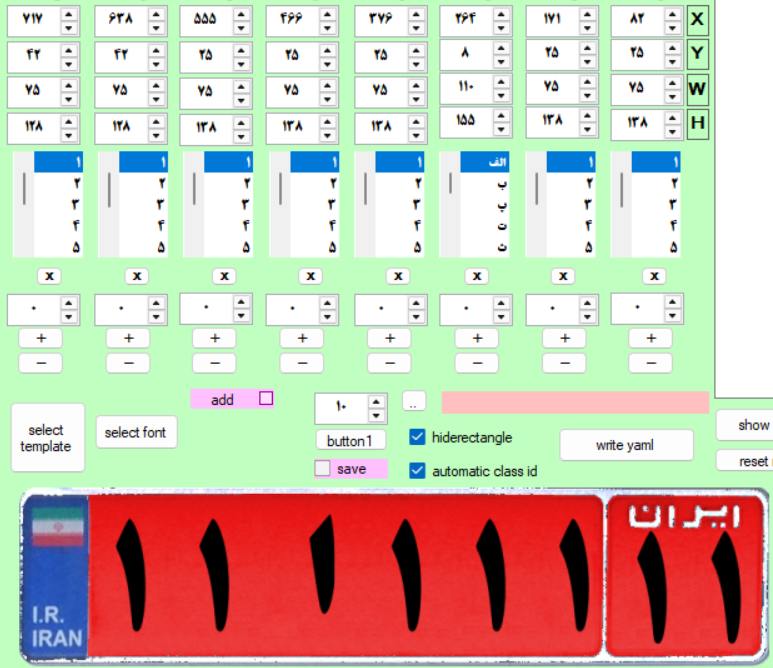 ۷۱۷ ۶۳۸ ۵۵۵ ۴۶۶ ۳۷۶ ۲۶۴ ۱۷۱ ۸۲ X
۴۲ ۴۲ ۲۵ ۲۵ ۲۵ ۸ ۲۵ ۲۵ Y
۷۵ ۷۵ ۷۵ ۷۵ ۷۵ ۱۱۰ ۷۵ ۷۵ W
۱۲۸ ۱۲۸ ۱۳۸ ۱۳۸ ۱۳۸ ۱۵۵ ۱۳۸ ۱۳۸ H
۱ ۱ ۱ ۱ ۱ الف ۱ ۱
۲ ۲ ۲ ۲ ۲ ب ۲ ۲
۳ ۳ ۳ ۳ ۳ پ ۳ ۳
۴ ۴ ۴ ۴ ۴ ت ۴ ۴
۵ ۵ ۵ ۵ ۵ ث ۵ ۵
x x x x x x x x
۰ ۰ ۰ ۰ ۰ ۰ ۰ ۰
+ + + + + + + +
− − − − − − − −
add
۱۰ ..
select template
select font
button1
hiderectangle
write yaml
show
save
automatic class id
reset
ایران
۱ ۱ ۱ ۱ ۱ ۱ ۱ ۱
I.R.
IRAN